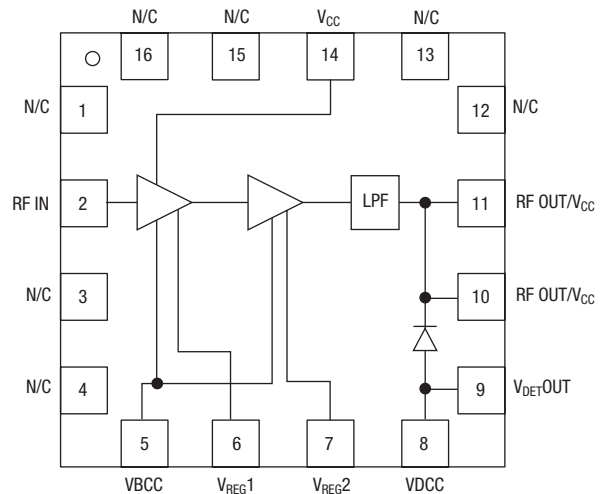 N/C N/C VCC N/C
16 15 14 13
N/C 1 12 N/C
RF IN 2 LPF 11 RF OUT/VCC
N/C 3 10 RF OUT/VCC
N/C 4 9 VDETOUT
5 6 7 8
VBCC VREG1 VREG2 VDCC